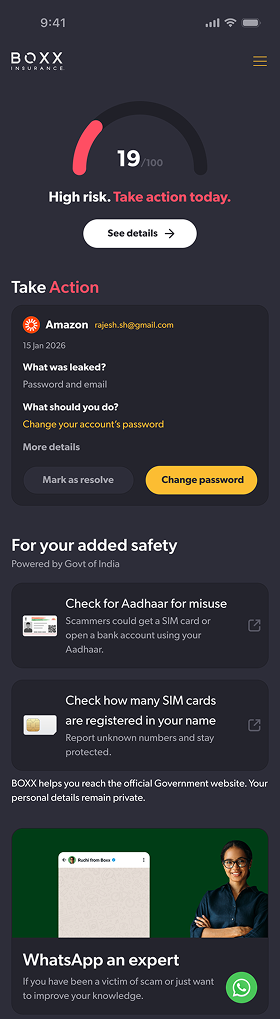 9:41
BOXX
INSURANCE
19/100
High risk. Take action today.
See details →
Take Action
Amazon rajesh.sh@gmail.com
15 Jan 2026
What was leaked?
Password and email
What should you do?
Change your account's password
More details
Mark as resolve
Change password
For your added safety
Powered by Govt of India
Check for Aadhaar for misuse
Scammers could get a SIM card or
open a bank account using your
Aadhaar.
Check how many SIM cards
are registered in your name
Report unknown numbers and stay
protected.
BOXX helps you reach the official Government website. Your
personal details remain private.
Ruchi from Boxx
WhatsApp an expert
If you have been a victim of scam or just want
to improve your knowledge.